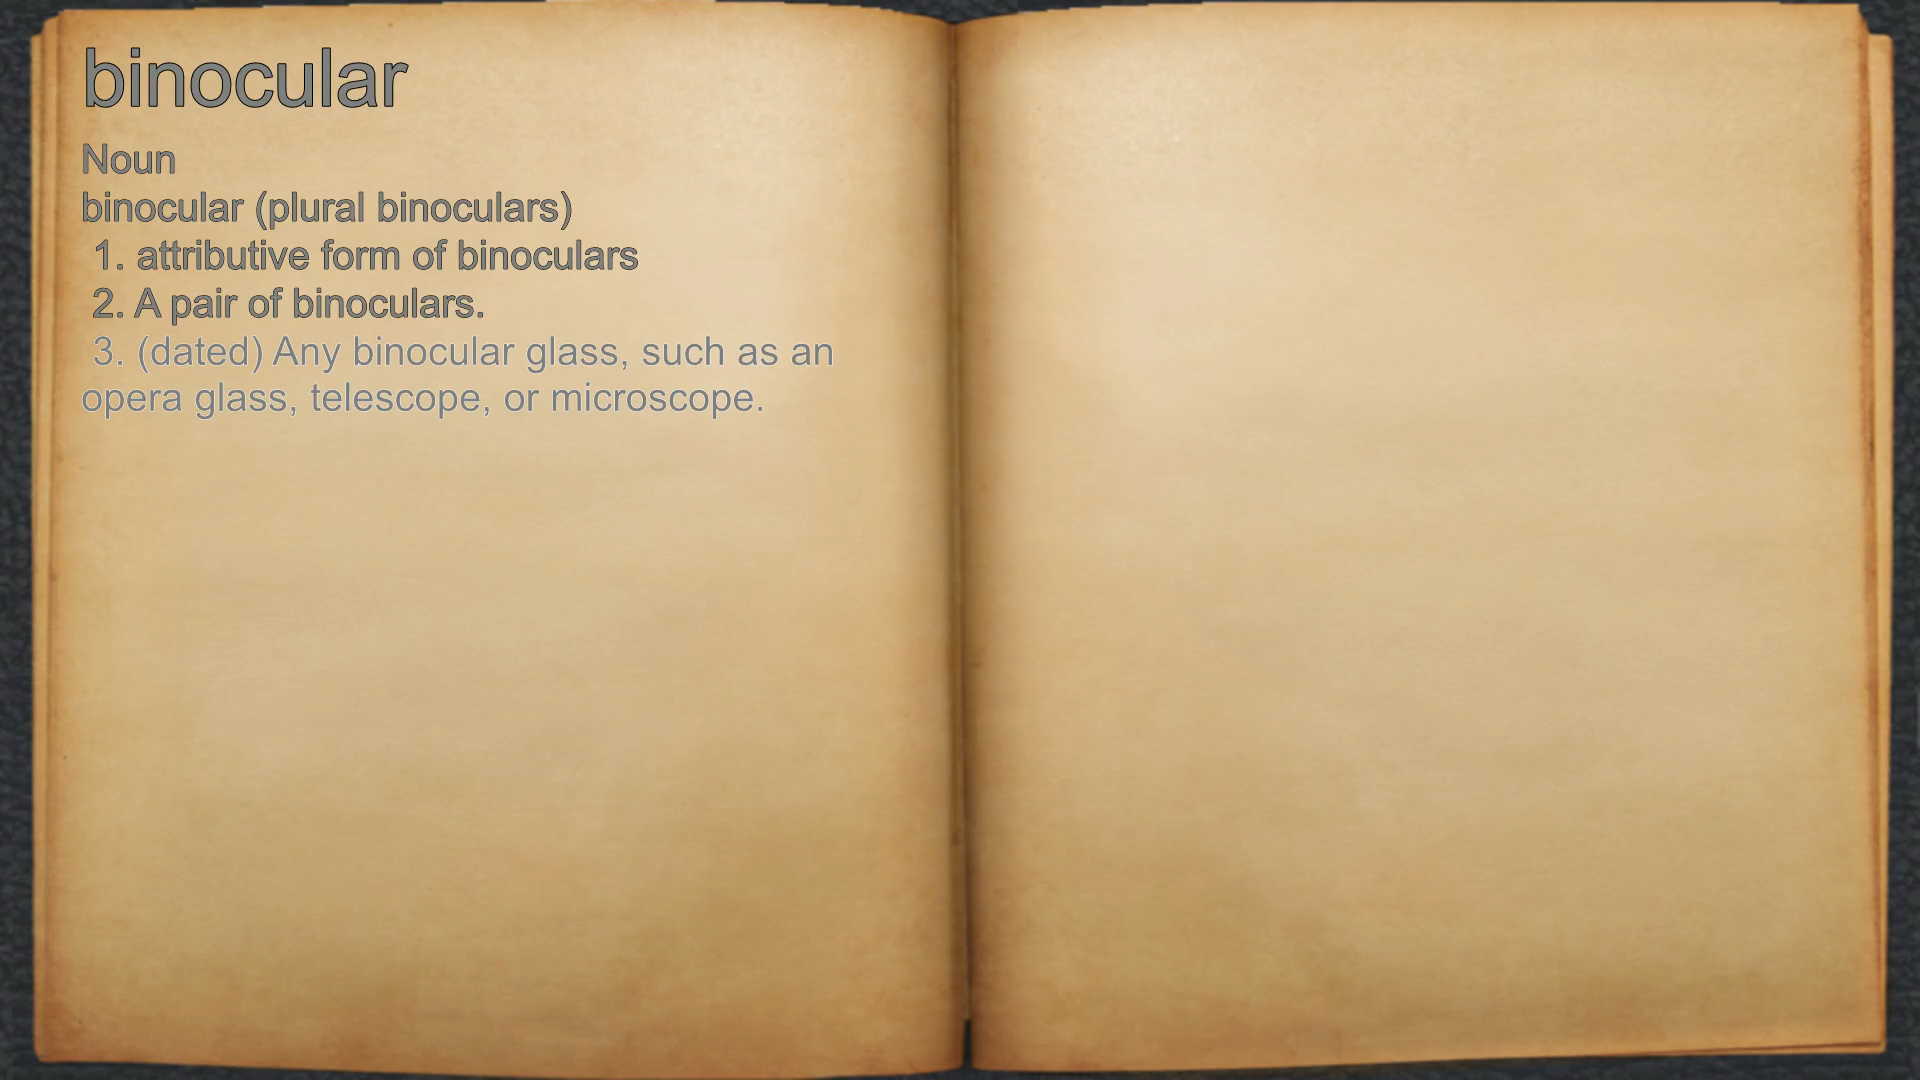 binocular
Noun
binocular (plural binoculars)
1. attributive form of binoculars
2. A pair of binoculars.
3. (dated) Any binocular glass, such as an
opera glass, telescope, or microscope.